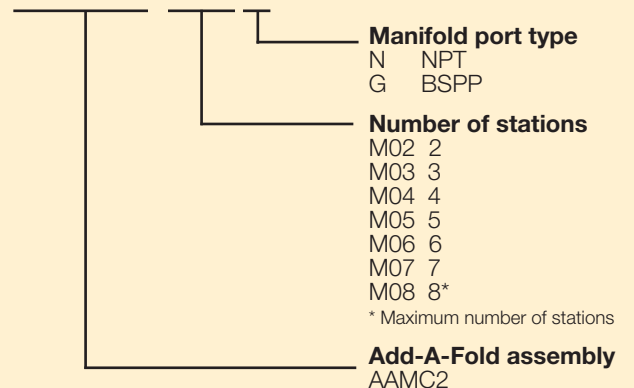 Manifold port type
N NPT
G BSPP
Number of stations
M02 2
M03 3
M04 4
M05 5
M06 6
M07 7
M08 8*
* Maximum number of stations
Add-A-Fold assembly
AAMC2